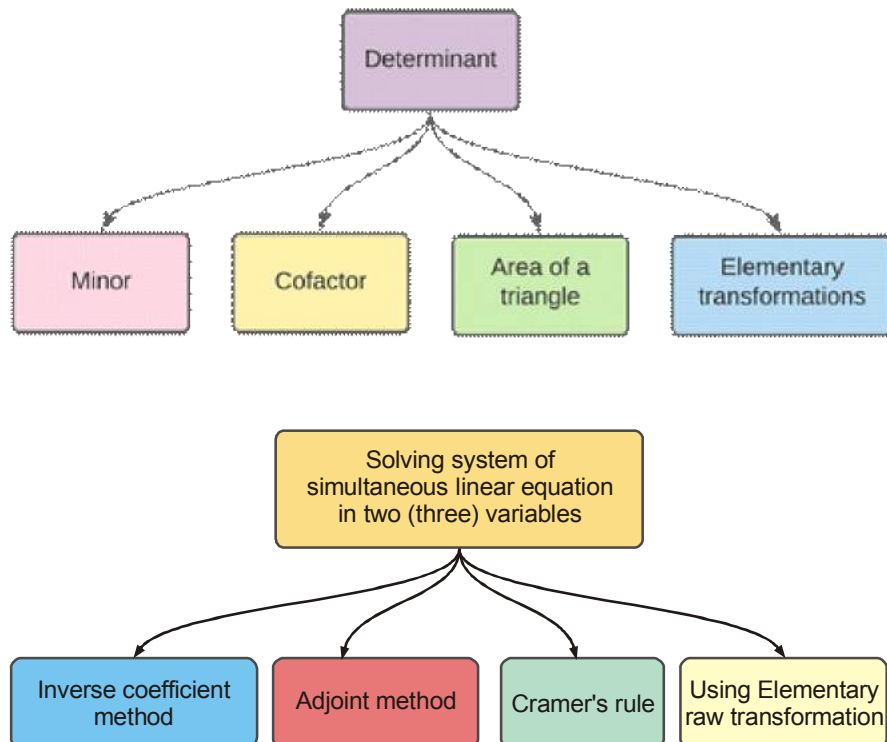 Determinant
Minor
Cofactor
Area of a
triangle
Elementary
transformations
Solving system of
simultaneous linear equation
in two (three) variables
Inverse coefficient
method
Adjoint method
Cramer's rule
Using Elementary
raw transformation